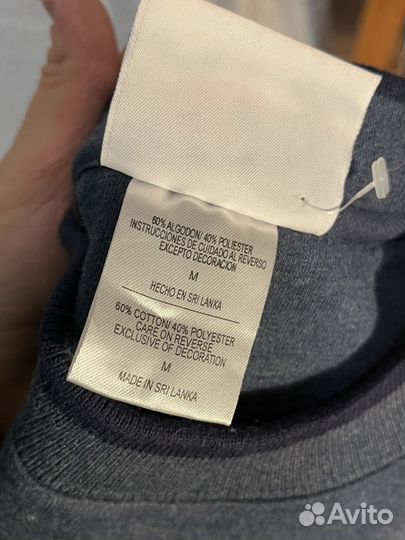 60% ALGODON/ 40% POLIESTER
INSTRUCCIONES DE CUIDADO AL REVERSO
EXCEPTO DECORACION
M
HECHO EN SRI LANKA
60% COTTON/ 40% POLYESTER
CARE ON REVERSE
EXCLUSIVE OF DECORATION
M
MADE IN SRI LANKA
Avito